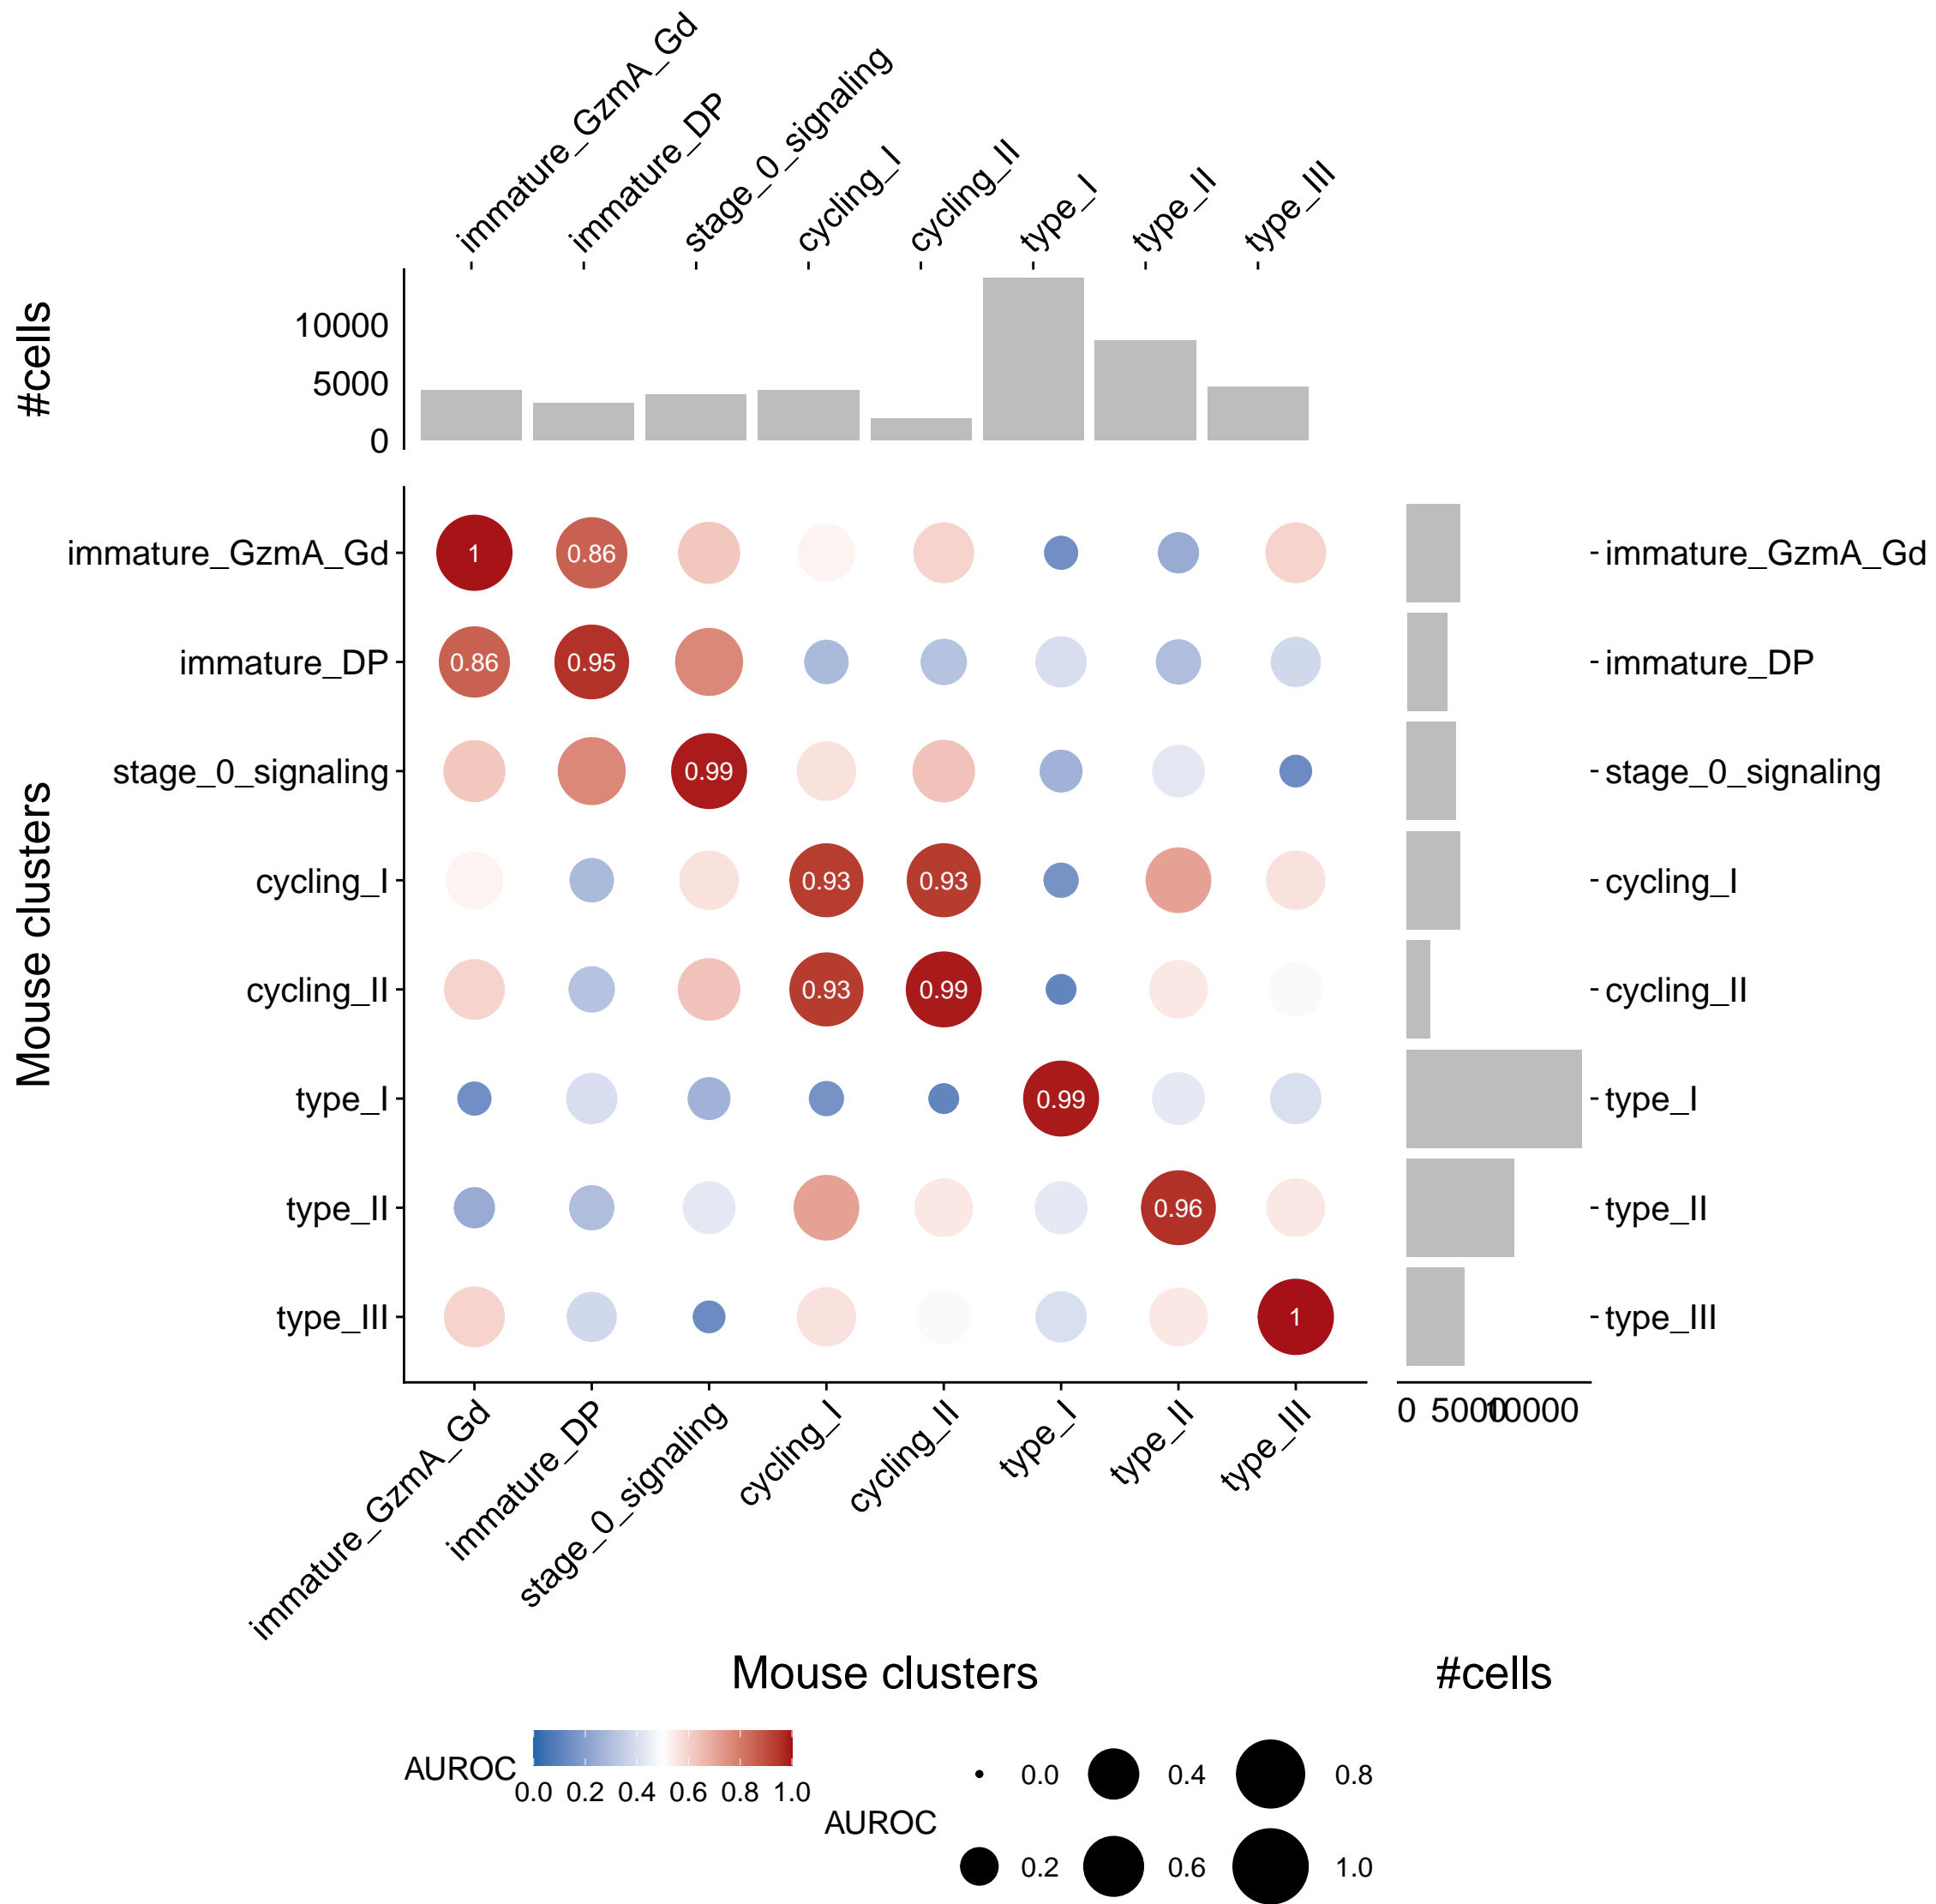 immature_GzmA_Gd
immature_DP
stage_0_signaling
cycling_I
cycling_II
type_I
type_II
type_III
#cells
10000
5000
0
Mouse clusters
immature_GzmA_Gd 1 0.86 immature_GzmA_Gd
immature_DP 0.86 0.95 immature_DP
stage_0_signaling 0.99 stage_0_signaling
cycling_I 0.93 0.93 cycling_I
cycling_II 0.93 0.99 cycling_II
type_I 0.99 type_I
type_II 0.96 type_II
type_III 1 type_III
0 5000 10000
immature_GzmA_Gd
immature_DP
stage_0_signaling
cycling_I
cycling_II
type_I
type_II
type_III
Mouse clusters
#cells
AUROC
0.0 0.2 0.4 0.6 0.8 1.0
AUROC
0.0 0.4 0.8
0.2 0.6 1.0